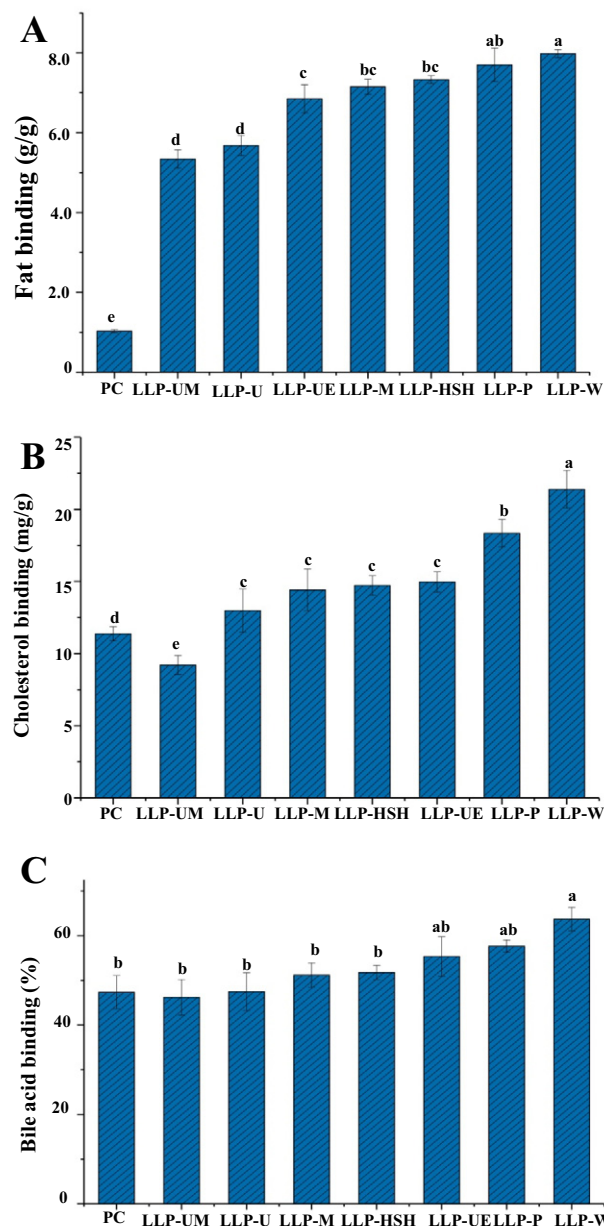 A
Fat binding (g/g)
8.0
6.0
4.0
2.0
0
e
d
d
c
bc
bc
ab
a
PC LLP-UM LLP-U LLP-UE LLP-M LLP-HSH LLP-P LLP-W
B
Cholesterol binding (mg/g)
25
20
15
10
5
0
d
e
c
c
c
c
b
a
PC LLP-UM LLP-U LLP-M LLP-HSH LLP-UE LLP-P LLP-W
C
Bile acid binding (%)
60
40
20
0
b
b
b
b
b
ab
ab
a
PC LLP-UM LLP-U LLP-M LLP-HSH LLP-UE LLP-P LLP-W